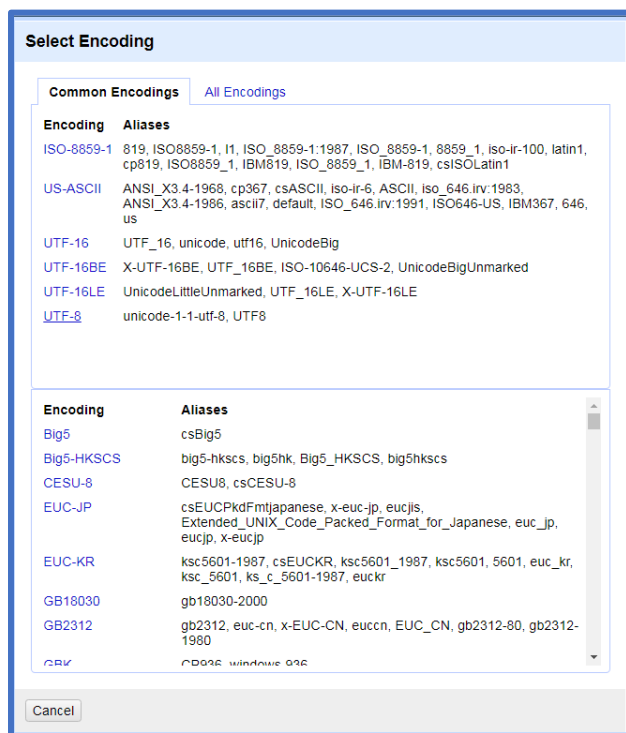 Select Encoding
Common Encodings All Encodings
Encoding Aliases
ISO-8859-1 819, ISO8859-1, l1, ISO_8859-1:1987, ISO_8859-1, 8859_1, iso-ir-100, latin1,
cp819, ISO8859_1, IBM819, ISO_8859_1, IBM-819, csISOLatin1
US-ASCII ANSI_X3.4-1968, cp367, csASCII, iso-ir-6, ASCII, iso_646.irv:1983,
ANSI_X3.4-1986, ascii7, default, ISO_646.irv:1991, ISO646-US, IBM367, 646,
us
UTF-16 UTF_16, unicode, utf16, UnicodeBig
UTF-16BE X-UTF-16BE, UTF_16BE, ISO-10646-UCS-2, UnicodeBigUnmarked
UTF-16LE UnicodeLittleUnmarked, UTF_16LE, X-UTF-16LE
UTF-8 unicode-1-1-utf-8, UTF8
Encoding Aliases
Big5 csBig5
Big5-HKSCS big5-hkscs, big5hk, Big5_HKSCS, big5hkscs
CESU-8 CESU8, csCESU-8
EUC-JP csEUCPkdFmtjapanese, x-euc-jp, eucjis,
Extended_UNIX_Code_Packed_Format_for_Japanese, euc_jp,
eucjp, x-eucjp
EUC-KR ksc5601-1987, csEUCKR, ksc5601_1987, ksc5601, 5601, euc_kr,
ksc_5601, ks_c_5601-1987, euckr
GB18030 gb18030-2000
GB2312 gb2312, euc-cn, x-EUC-CN, euccn, EUC_CN, gb2312-80, gb2312-
1980
GBK CP936, windows-936
Cancel